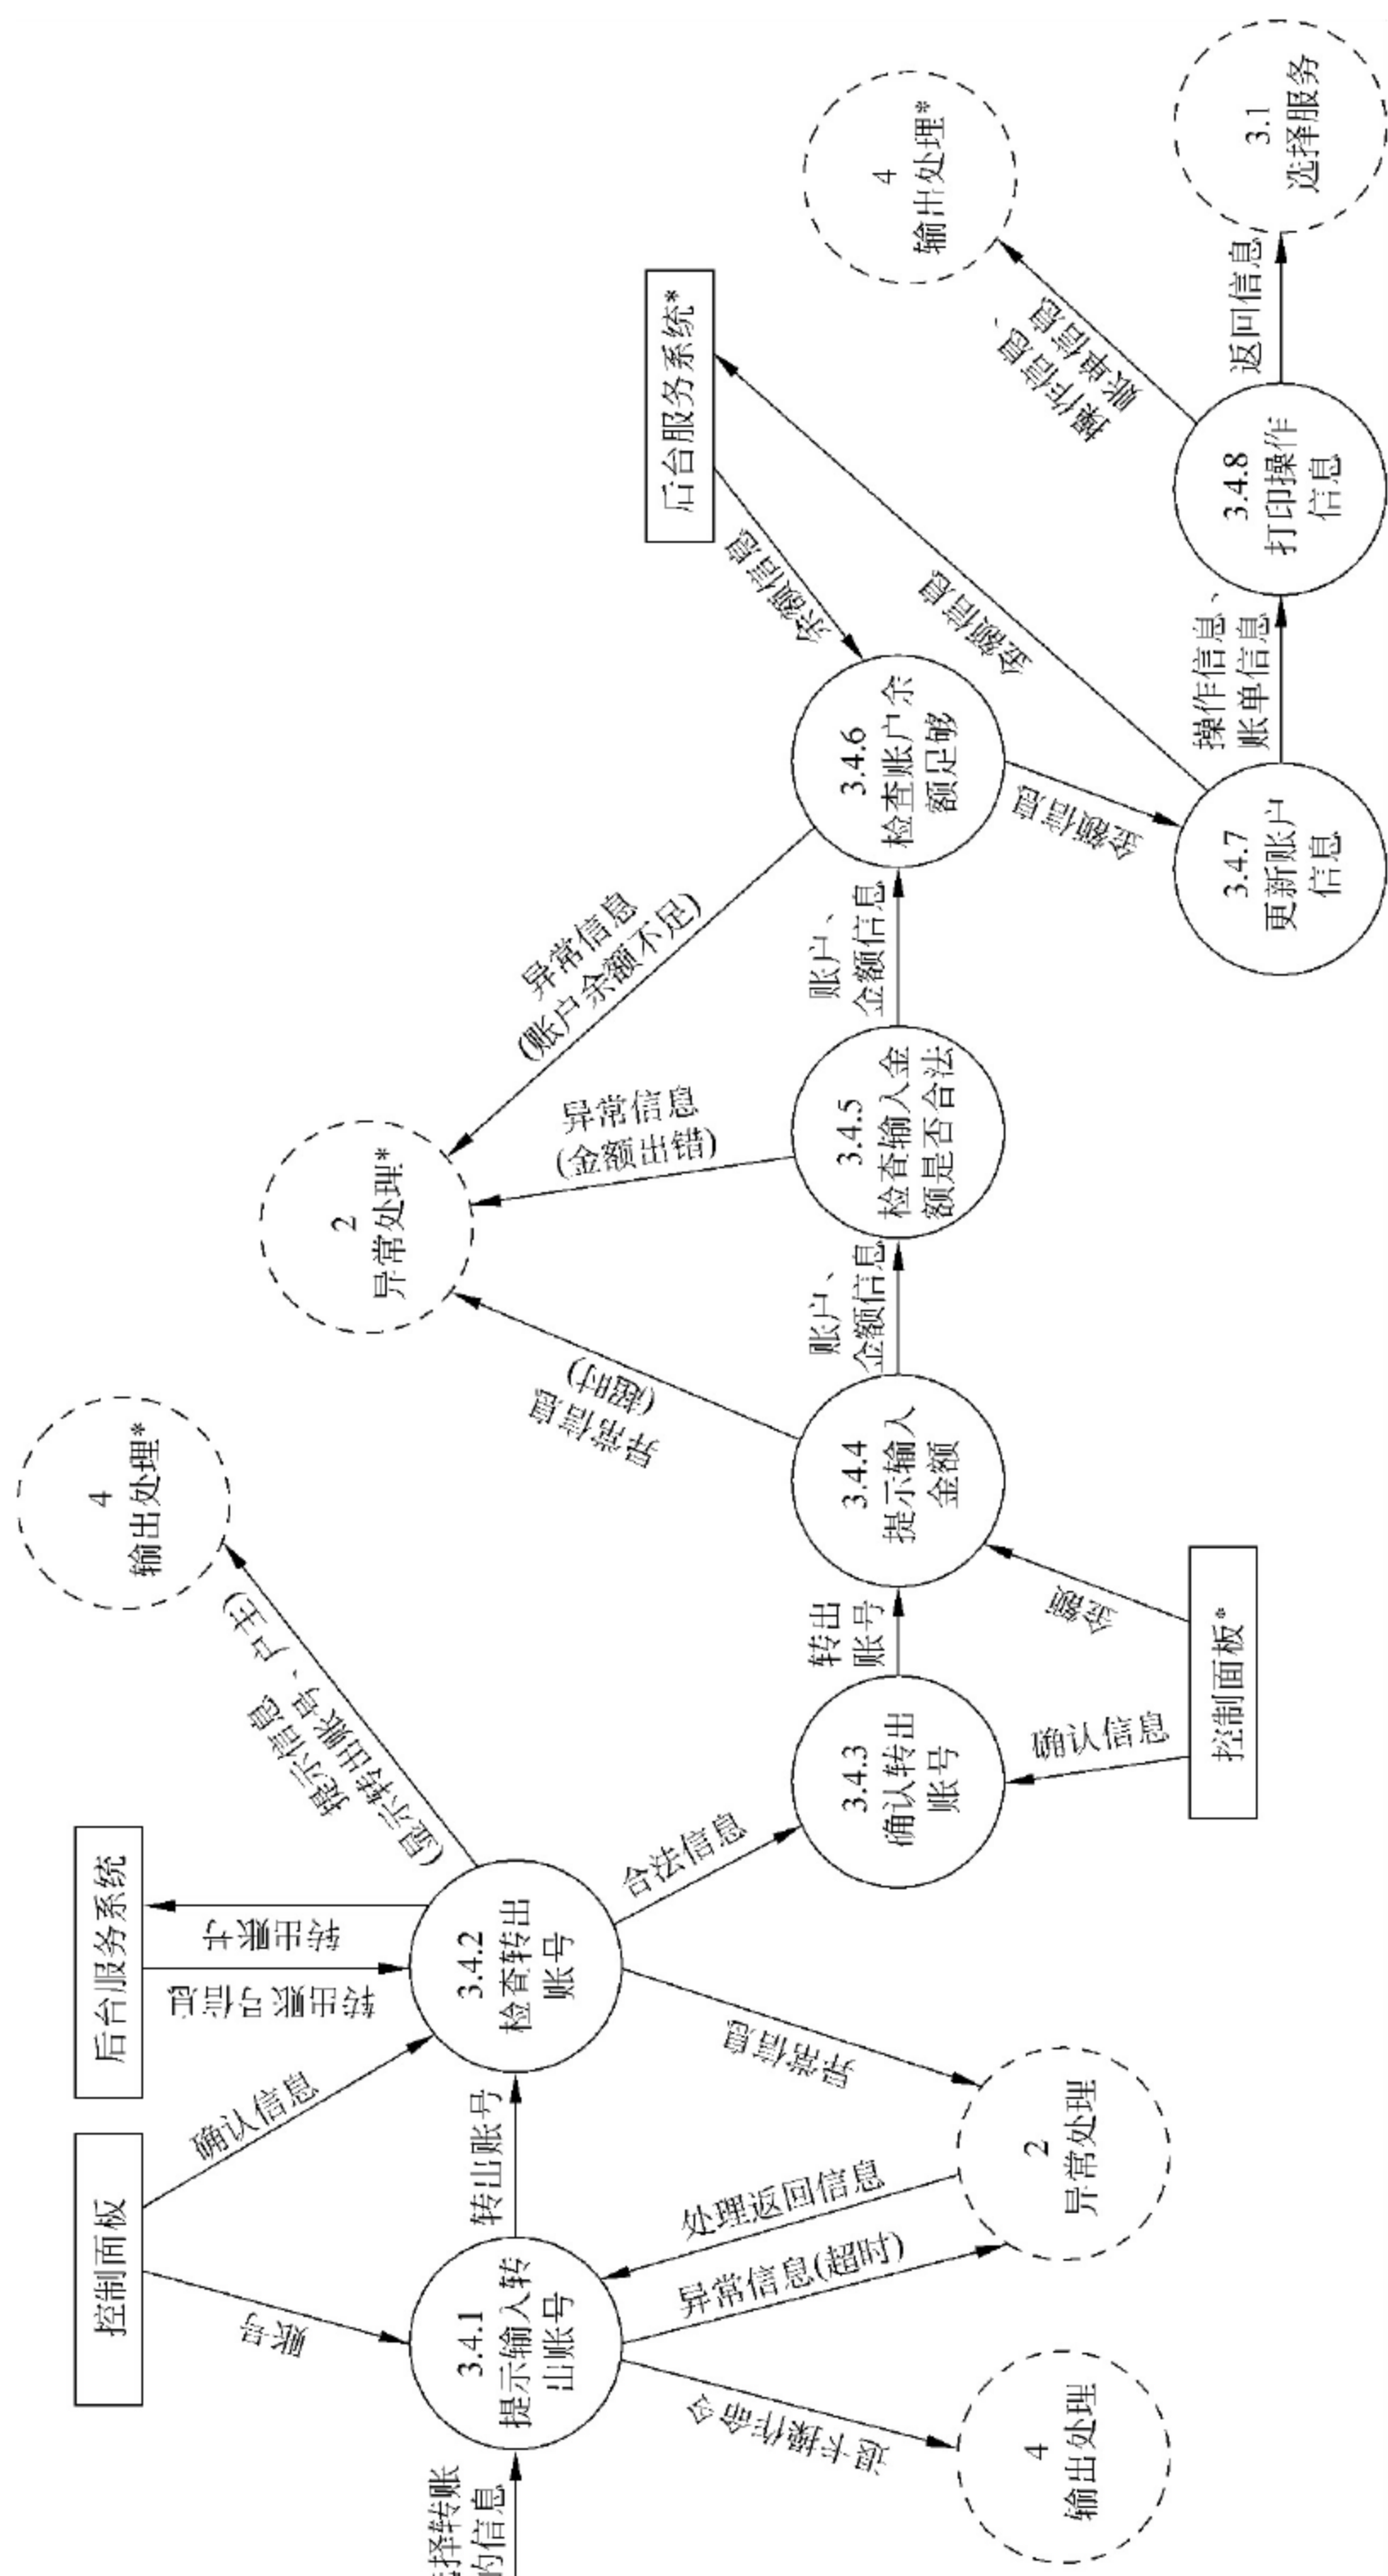 选择转账
的信息
3.4.1
提示输入转
出账号
控制面板
账号
确认信息
后台服务系统
转出账号信息
转出账号
转出账号
3.4.2
检查转出
账号
提示信息
(显示转出账号、户主)
4
输出处理*
退卡操作命令
4
输出处理
异常信息(超时)
处理返回信息
2
异常处理
异常信息
合法信息
3.4.3
确认转出
账号
确认信息
控制面板*
金额
转出
账号
3.4.4
提示输入
金额
异常信息
(超时)
2
异常处理*
账户、
金额信息
3.4.5
检查输入金
额是否合法
异常信息
(金额出错)
账户、
金额信息
3.4.6
检查账户余
额足够
异常信息
(账户余额不足)
余额信息
后台服务系统*
金额信息
金额信息
3.4.7
更新账户
信息
操作信息、
账单信息
3.4.8
打印操作
信息
操作信息、
账单信息
4
输出处理*
返回信息
3.1
选择服务